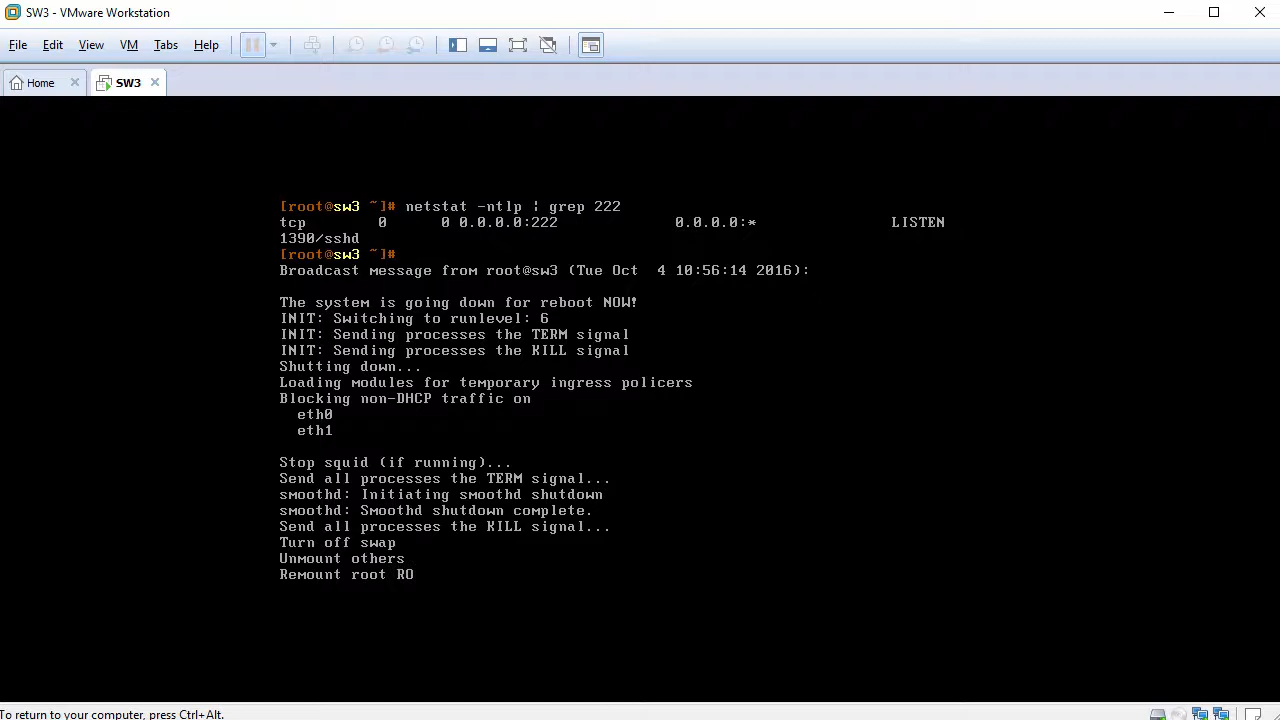 SW3 - VMware Workstation
File Edit View VM Tabs Help
Home SW3
[root@sw3 ~]# netstat -ntlp | grep 222
tcp 0 0 0.0.0.0:222 0.0.0.0:* LISTEN
1390/sshd
[root@sw3 ~]#
Broadcast message from root@sw3 (Tue Oct 4 10:56:14 2016):
The system is going down for reboot NOW!
INIT: Switching to runlevel: 6
INIT: Sending processes the TERM signal
INIT: Sending processes the KILL signal
Shutting down...
Loading modules for temporary ingress policers
Blocking non-DHCP traffic on
eth0
eth1
Stop squid (if running)...
Send all processes the TERM signal...
smoothd: Initiating smoothd shutdown
smoothd: Smoothd shutdown complete.
Send all processes the KILL signal...
Turn off swap
Unmount others
Remount root RO
To return to your computer, press Ctrl+Alt.